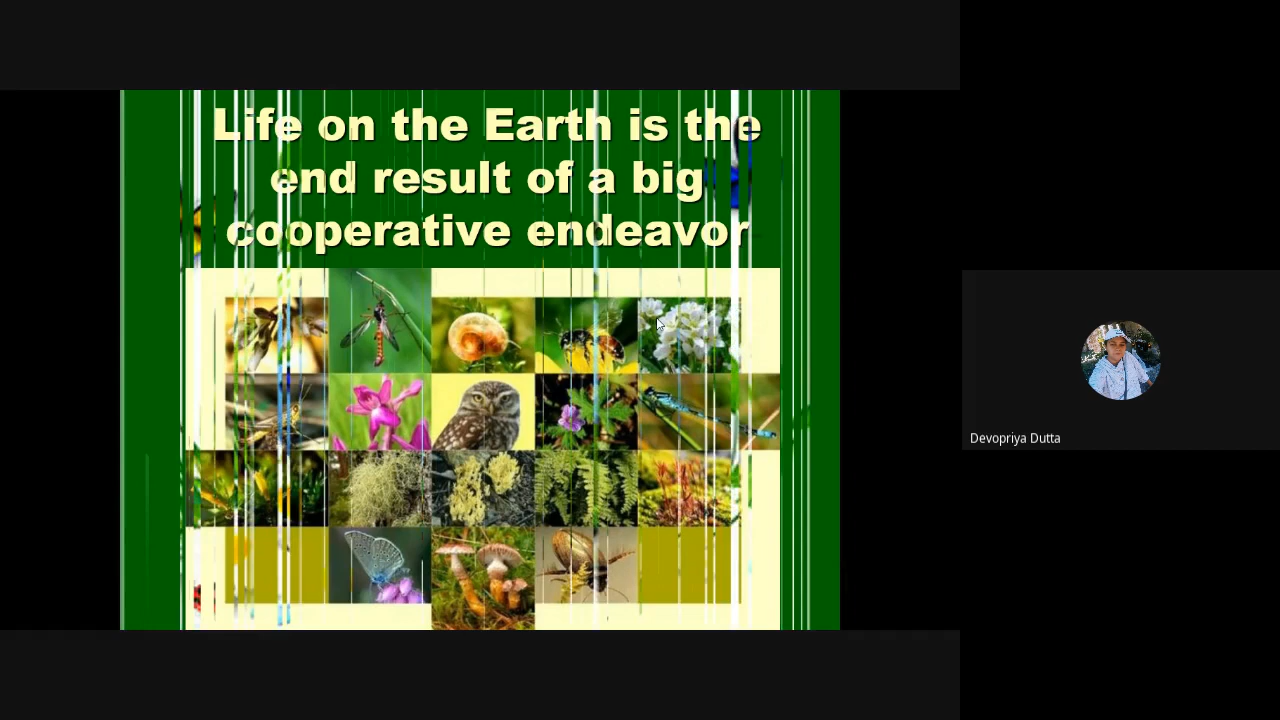 Life on the Earth is the
end result of a big
cooperative endeavor
Devopriya Dutta